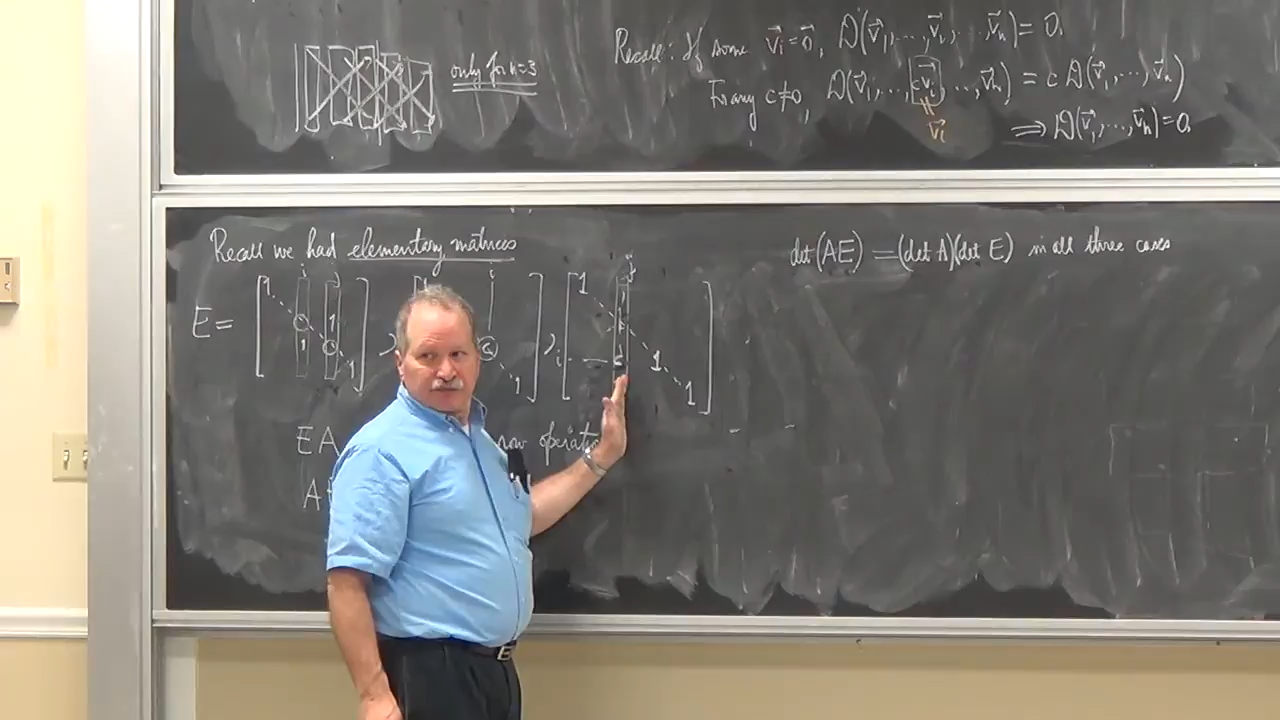 only for n=3
Recall: If some v⃗ᵢ=0⃗, D(v⃗₁,…,v⃗ᵢ,…,v⃗ₙ)=0.
For any c≠0, D(v⃗₁,…,cv⃗ᵢ,…,v⃗ₙ) = c D(v⃗₁,…,v⃗ₙ)
v⃗ᵢ
⟹ D(v⃗₁,…,v⃗ₙ)=0.
Recall we had elementary matrices
det(AE) = (det A)(det E) in all three cases
E=
EA
row operatio
A